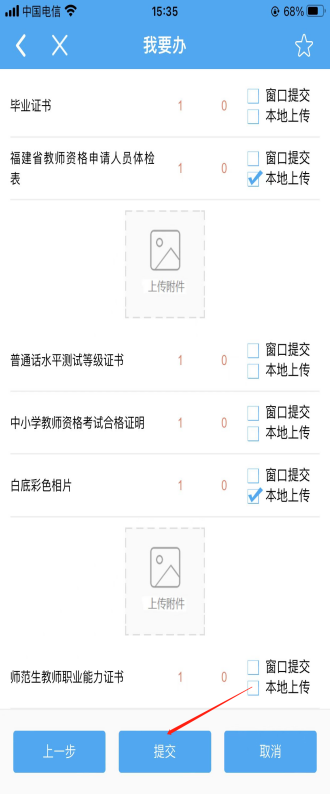 中国电信 15:35 68%
我要办
毕业证书 1 0 窗口提交
本地上传
福建省教师资格申请人员体检 1 0 窗口提交
表 本地上传
上传附件
普通话水平测试等级证书 1 0 窗口提交
本地上传
中小学教师资格考试合格证明 1 0 窗口提交
本地上传
白底彩色相片 1 0 窗口提交
本地上传
上传附件
师范生教师职业能力证书 1 0 窗口提交
本地上传
上一步 提交 取消